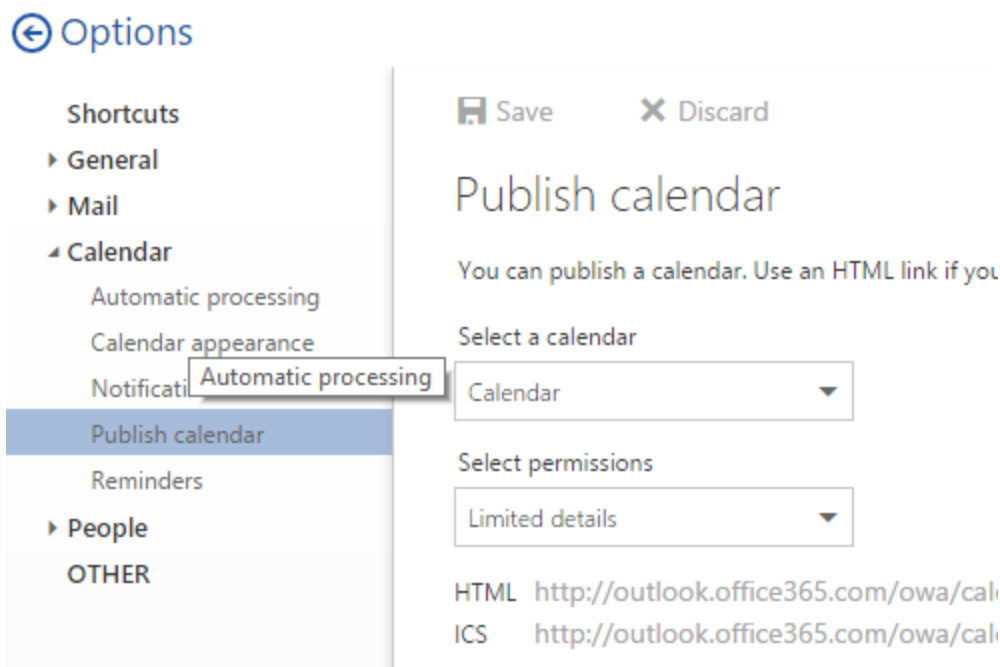 Options
Shortcuts
General
Mail
Calendar
Automatic processing
Calendar appearance
Automatic processing
Publish calendar
Reminders
People
OTHER
Save Discard
Publish calendar
You can publish a calendar. Use an HTML link if you
Select a calendar
Calendar
Select permissions
Limited details
HTML http://outlook.office365.com/owa/cal
ICS http://outlook.office365.com/owa/cal